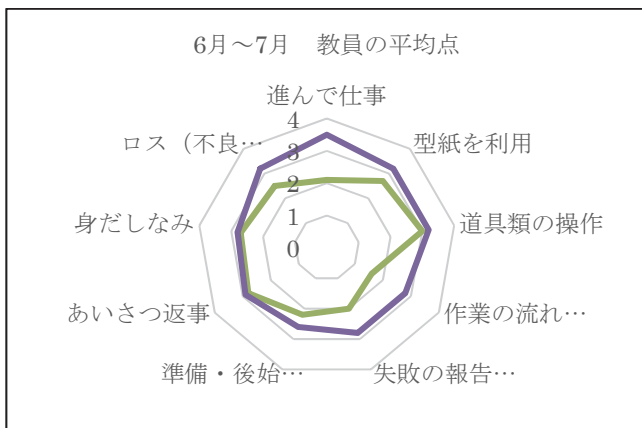 6月～7月　教員の平均点
進んで仕事
型紙を利用
道具類の操作
作業の流れ…
失敗の報告…
準備・後始…
あいさつ返事
身だしなみ
ロス（不良…
4
3
2
1
0